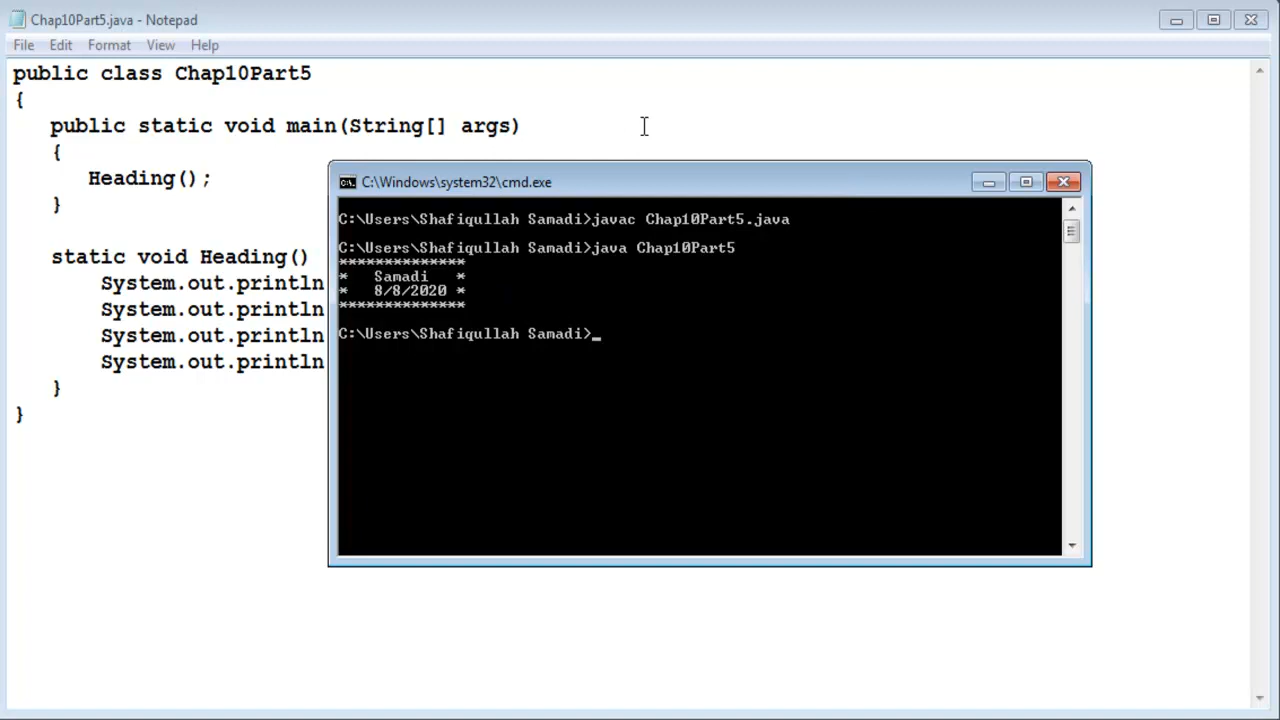 Chap10Part5.java - Notepad
File Edit Format View Help
public class Chap10Part5
{
public static void main(String[] args)
{
Heading();
}
static void Heading()
System.out.println
System.out.println
System.out.println
System.out.println
}
}
C:\Windows\system32\cmd.exe
C:\Users\Shafiqullah Samadi>javac Chap10Part5.java
C:\Users\Shafiqullah Samadi>java Chap10Part5
**************
*   Samadi   *
*   8/8/2020 *
**************
C:\Users\Shafiqullah Samadi>_